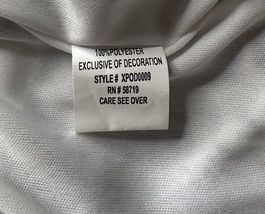 100%POLYESTER
EXCLUSIVE OF DECORATION
STYLE # XPOD0009
RN # 58719
CARE SEE OVER